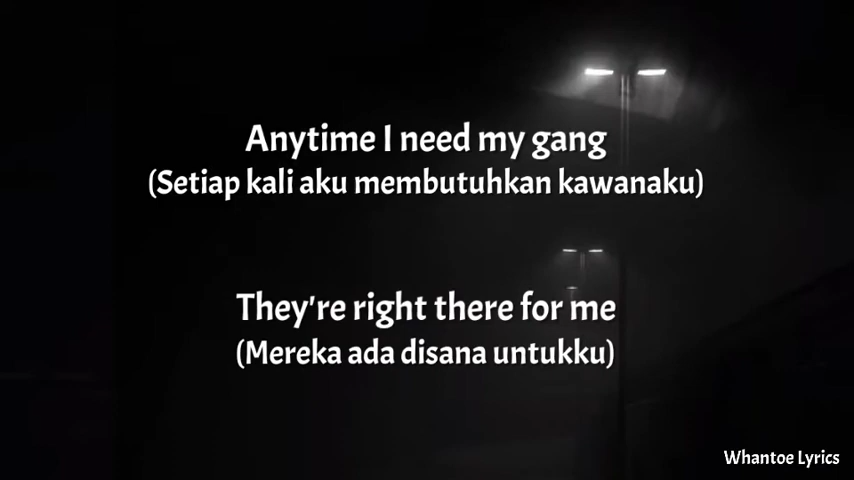 Anytime I need my gang
(Setiap kali aku membutuhkan kawanaku)
They're right there for me
(Mereka ada disana untukku)
Whantoe Lyrics